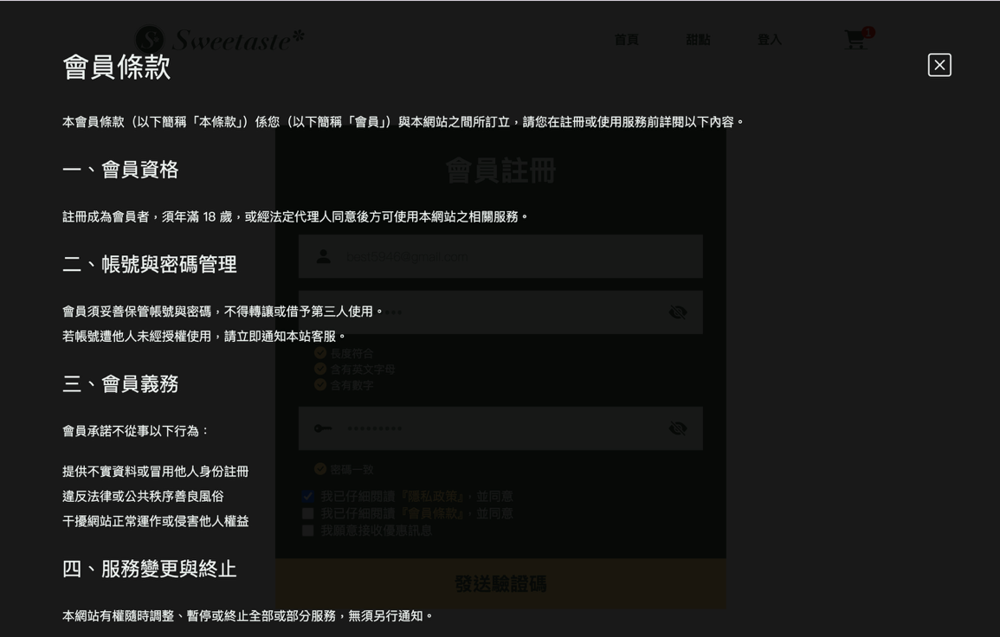 Sweetaste*
首頁
甜點
登入
1
會員條款
本會員條款（以下簡稱「本條款」）係您（以下簡稱「會員」）與本網站之間所訂立，請您在註冊或使用服務前詳閱以下內容。
會員註冊
一、會員資格
註冊成為會員者，須年滿 18 歲，或經法定代理人同意後方可使用本網站之相關服務。
二、帳號與密碼管理
會員須妥善保管帳號與密碼，不得轉讓或借予第三人使用。
若帳號遭他人未經授權使用，請立即通知本站客服。
長度符合
含有英文字母
含有數字
三、會員義務
會員承諾不從事以下行為：
提供不實資料或冒用他人身份註冊
違反法律或公共秩序善良風俗
干擾網站正常運作或侵害他人權益
密碼一致
我已仔細閱讀『隱私政策』，並同意
我已仔細閱讀『會員條款』，並同意
我願意接收優惠訊息
四、服務變更與終止
發送驗證碼
本網站有權隨時調整、暫停或終止全部或部分服務，無須另行通知。